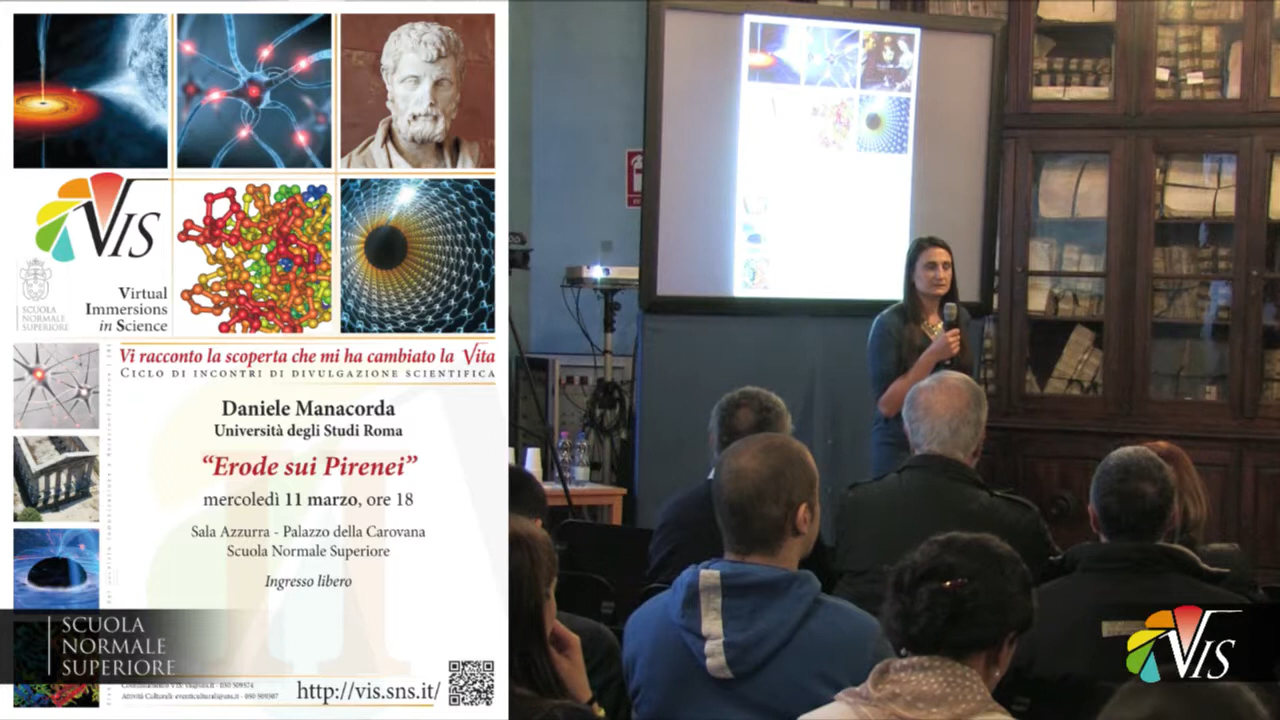 VIS
SCUOLA
NORMALE
SUPERIORE
Virtual
Immersions
in Science
Vi racconto la scoperta che mi ha cambiato la Vita
CICLO DI INCONTRI DI DIVULGAZIONE SCIENTIFICA
Daniele Manacorda
Università degli Studi Roma
“Erode sui Pirenei”
mercoledì 11 marzo, ore 18
Sala Azzurra - Palazzo della Carovana
Scuola Normale Superiore
Ingresso libero
SCUOLA
NORMALE
SUPERIORE
http://vis.sns.it/
VIS